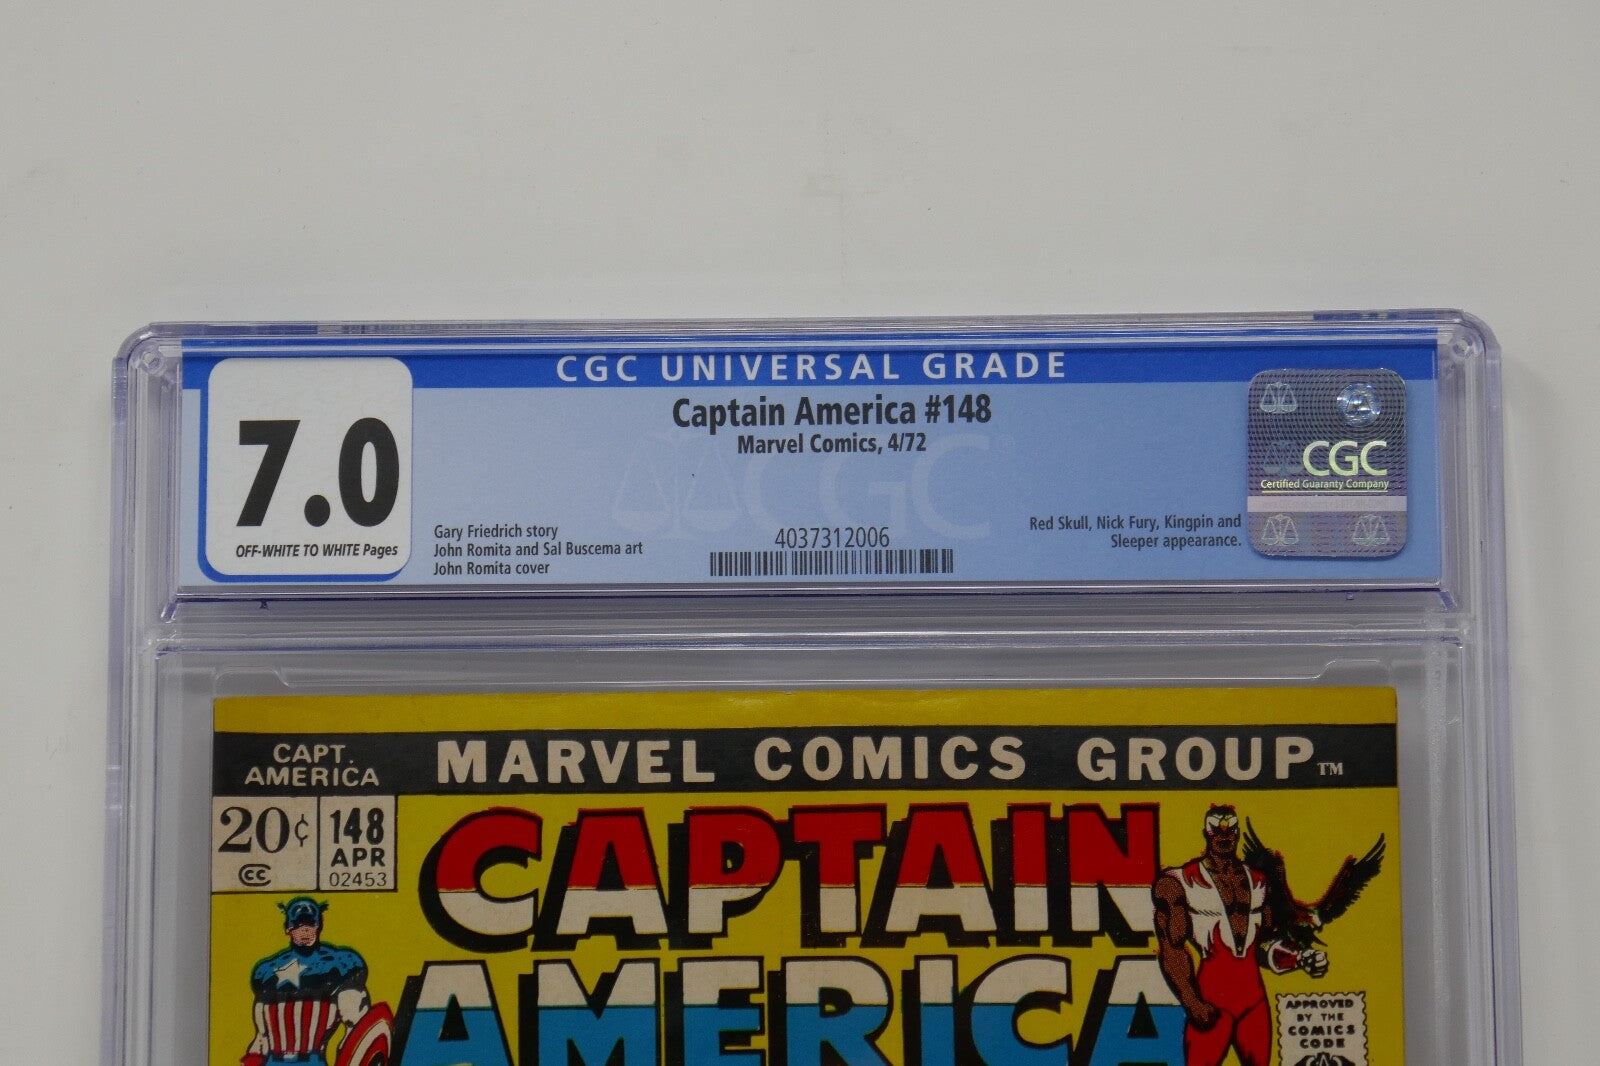 CGC UNIVERSAL GRADE
7.0
OFF-WHITE TO WHITE Pages
Captain America #148
Marvel Comics, 4/72
Gary Friedrich story
John Romita and Sal Buscema art
John Romita cover
4037312006
Red Skull, Nick Fury, Kingpin and
Sleeper appearance.
CGC
Certified Guaranty Company
CGC
CAPT.
AMERICA
MARVEL COMICS GROUP™
20¢
CC
148
APR
02453
CAPTAIN
AMERICA
APPROVED
BY THE
COMICS
CODE